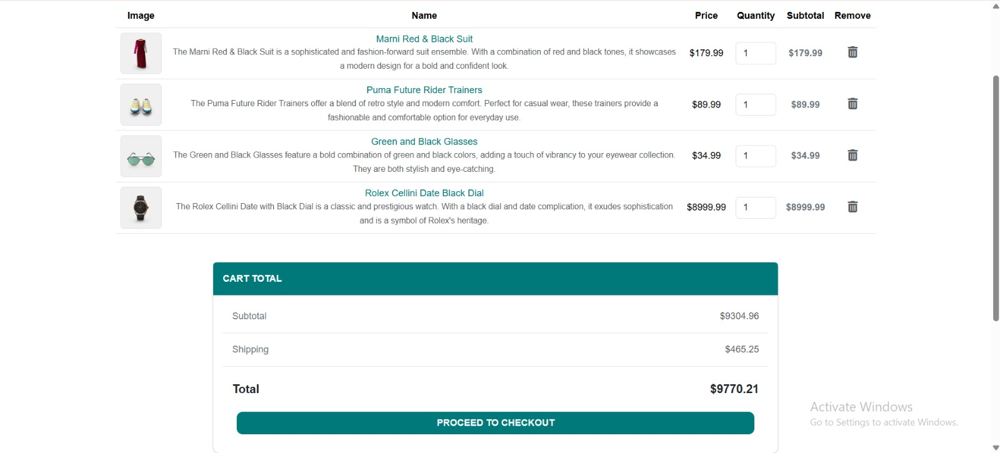 Image Name Price Quantity Subtotal Remove
Marni Red & Black Suit
The Marni Red & Black Suit is a sophisticated and fashion-forward suit ensemble. With a combination of red and black tones, it showcases
a modern design for a bold and confident look.
$179.99 1 $179.99
Puma Future Rider Trainers
The Puma Future Rider Trainers offer a blend of retro style and modern comfort. Perfect for casual wear, these trainers provide a
fashionable and comfortable option for everyday use.
$89.99 1 $89.99
Green and Black Glasses
The Green and Black Glasses feature a bold combination of green and black colors, adding a touch of vibrancy to your eyewear collection.
They are both stylish and eye-catching.
$34.99 1 $34.99
Rolex Cellini Date Black Dial
The Rolex Cellini Date with Black Dial is a classic and prestigious watch. With a black dial and date complication, it exudes sophistication
and is a symbol of Rolex's heritage.
$8999.99 1 $8999.99
CART TOTAL
Subtotal $9304.96
Shipping $465.25
Total $9770.21
PROCEED TO CHECKOUT
Activate Windows
Go to Settings to activate Windows.